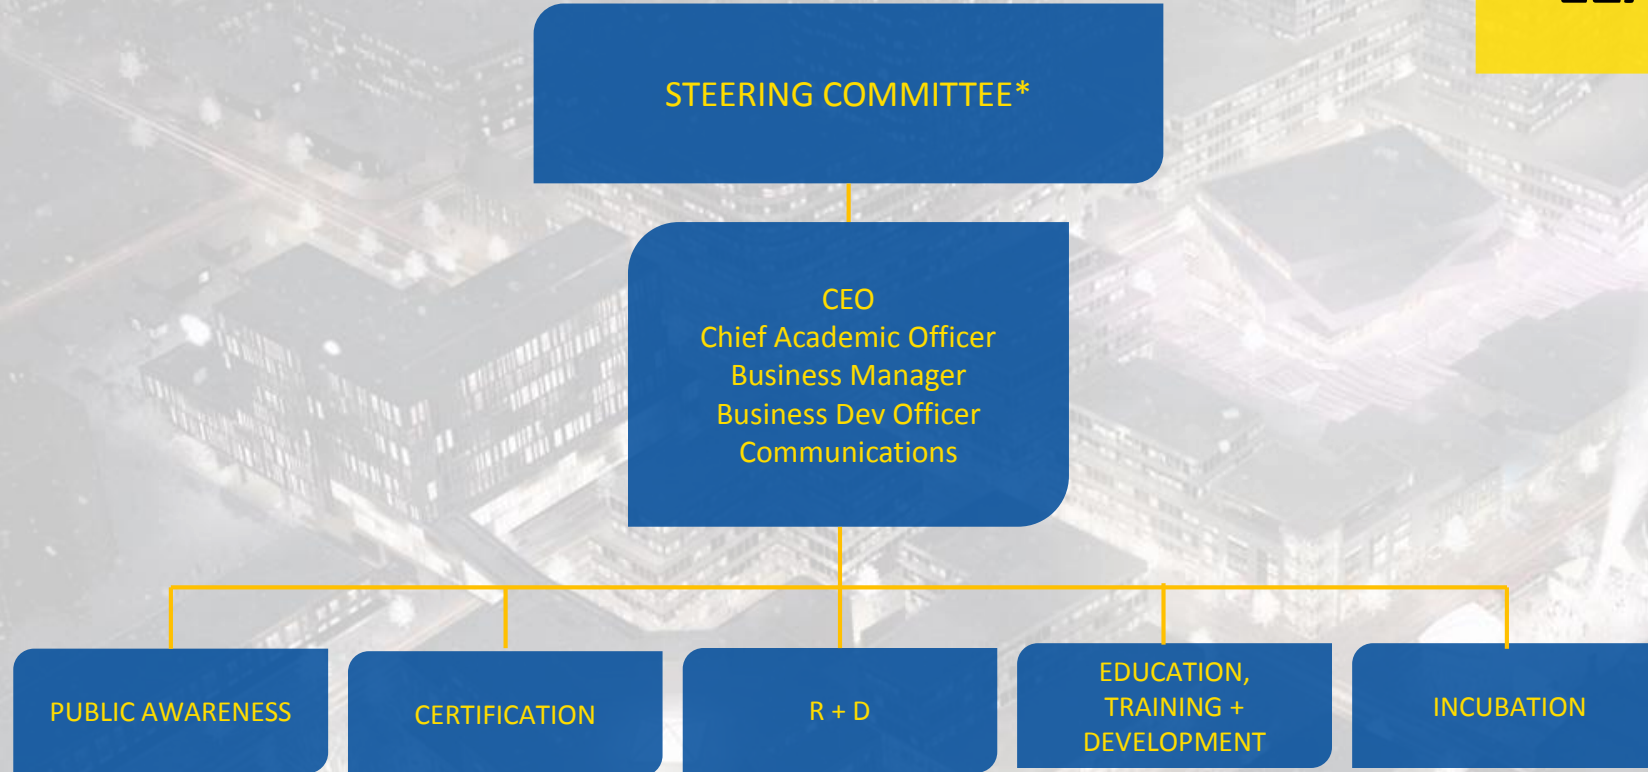 STEERING COMMITTEE*
CEO
Chief Academic Officer
Business Manager
Business Dev Officer
Communications
PUBLIC AWARENESS
CERTIFICATION
R + D
EDUCATION,
TRAINING +
DEVELOPMENT
INCUBATION